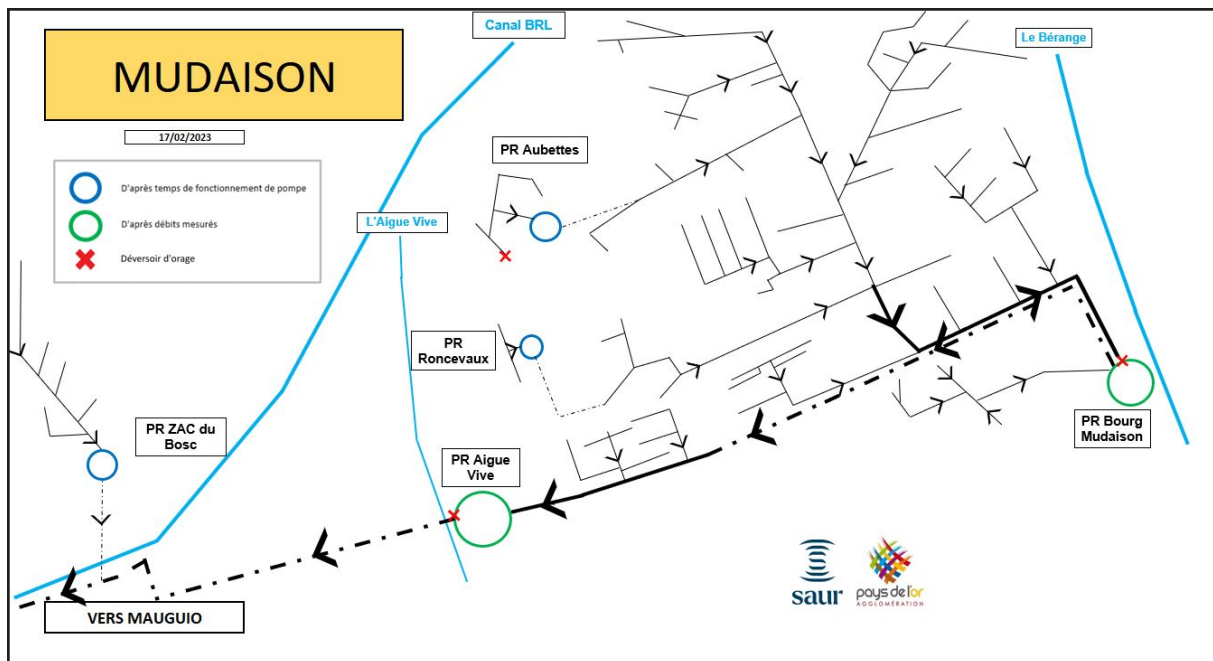 Canal BRL
Le Bérange
MUDAISON
17/02/2023
PR Aubettes
D'après temps de fonctionnement de pompe
D'après débits mesurés
Déversoir d'orage
L'Aigue Vive
PR
Roncevaux
PR ZAC du
Bosc
PR Bourg
Mudaison
PR Aigue
Vive
saur
pays de l'or
AGGLOMÉRATION
VERS MAUGUIO